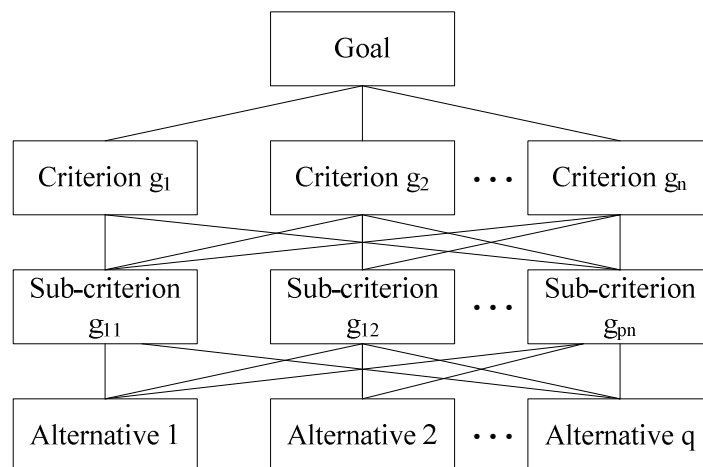 Goal
Criterion g₁ Criterion g₂ • • • Criterion gₙ
Sub-criterion Sub-criterion • • • Sub-criterion
g₁₁ g₁₂ gₚₙ
Alternative 1 Alternative 2 • • • Alternative q